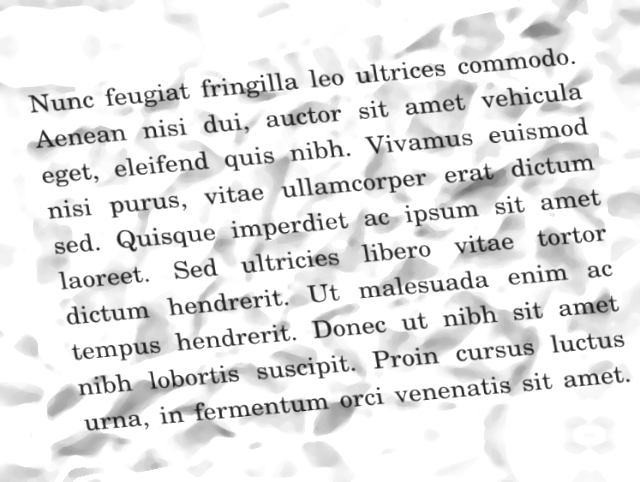 Nunc feugiat fringilla leo ultrices commodo.
Aenean nisi dui, auctor sit amet vehicula
eget, eleifend quis nibh. Vivamus euismod
nisi purus, vitae ullamcorper erat dictum
sed. Quisque imperdiet ac ipsum sit amet
laoreet. Sed ultricies libero vitae tortor
dictum hendrerit. Ut malesuada enim ac
tempus hendrerit. Donec ut nibh sit amet
nibh lobortis suscipit. Proin cursus luctus
urna, in fermentum orci venenatis sit amet.